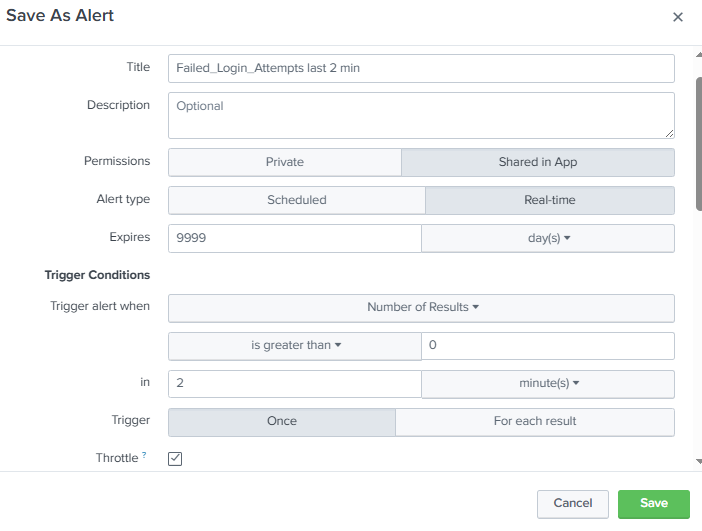 Save As Alert ×
Title Failed_Login_Attempts last 2 min
Description Optional
Permissions Private Shared in App
Alert type Scheduled Real-time
Expires 9999 day(s)
Trigger Conditions
Trigger alert when Number of Results
is greater than 0
in 2 minute(s)
Trigger Once For each result
Throttle ?
Cancel Save